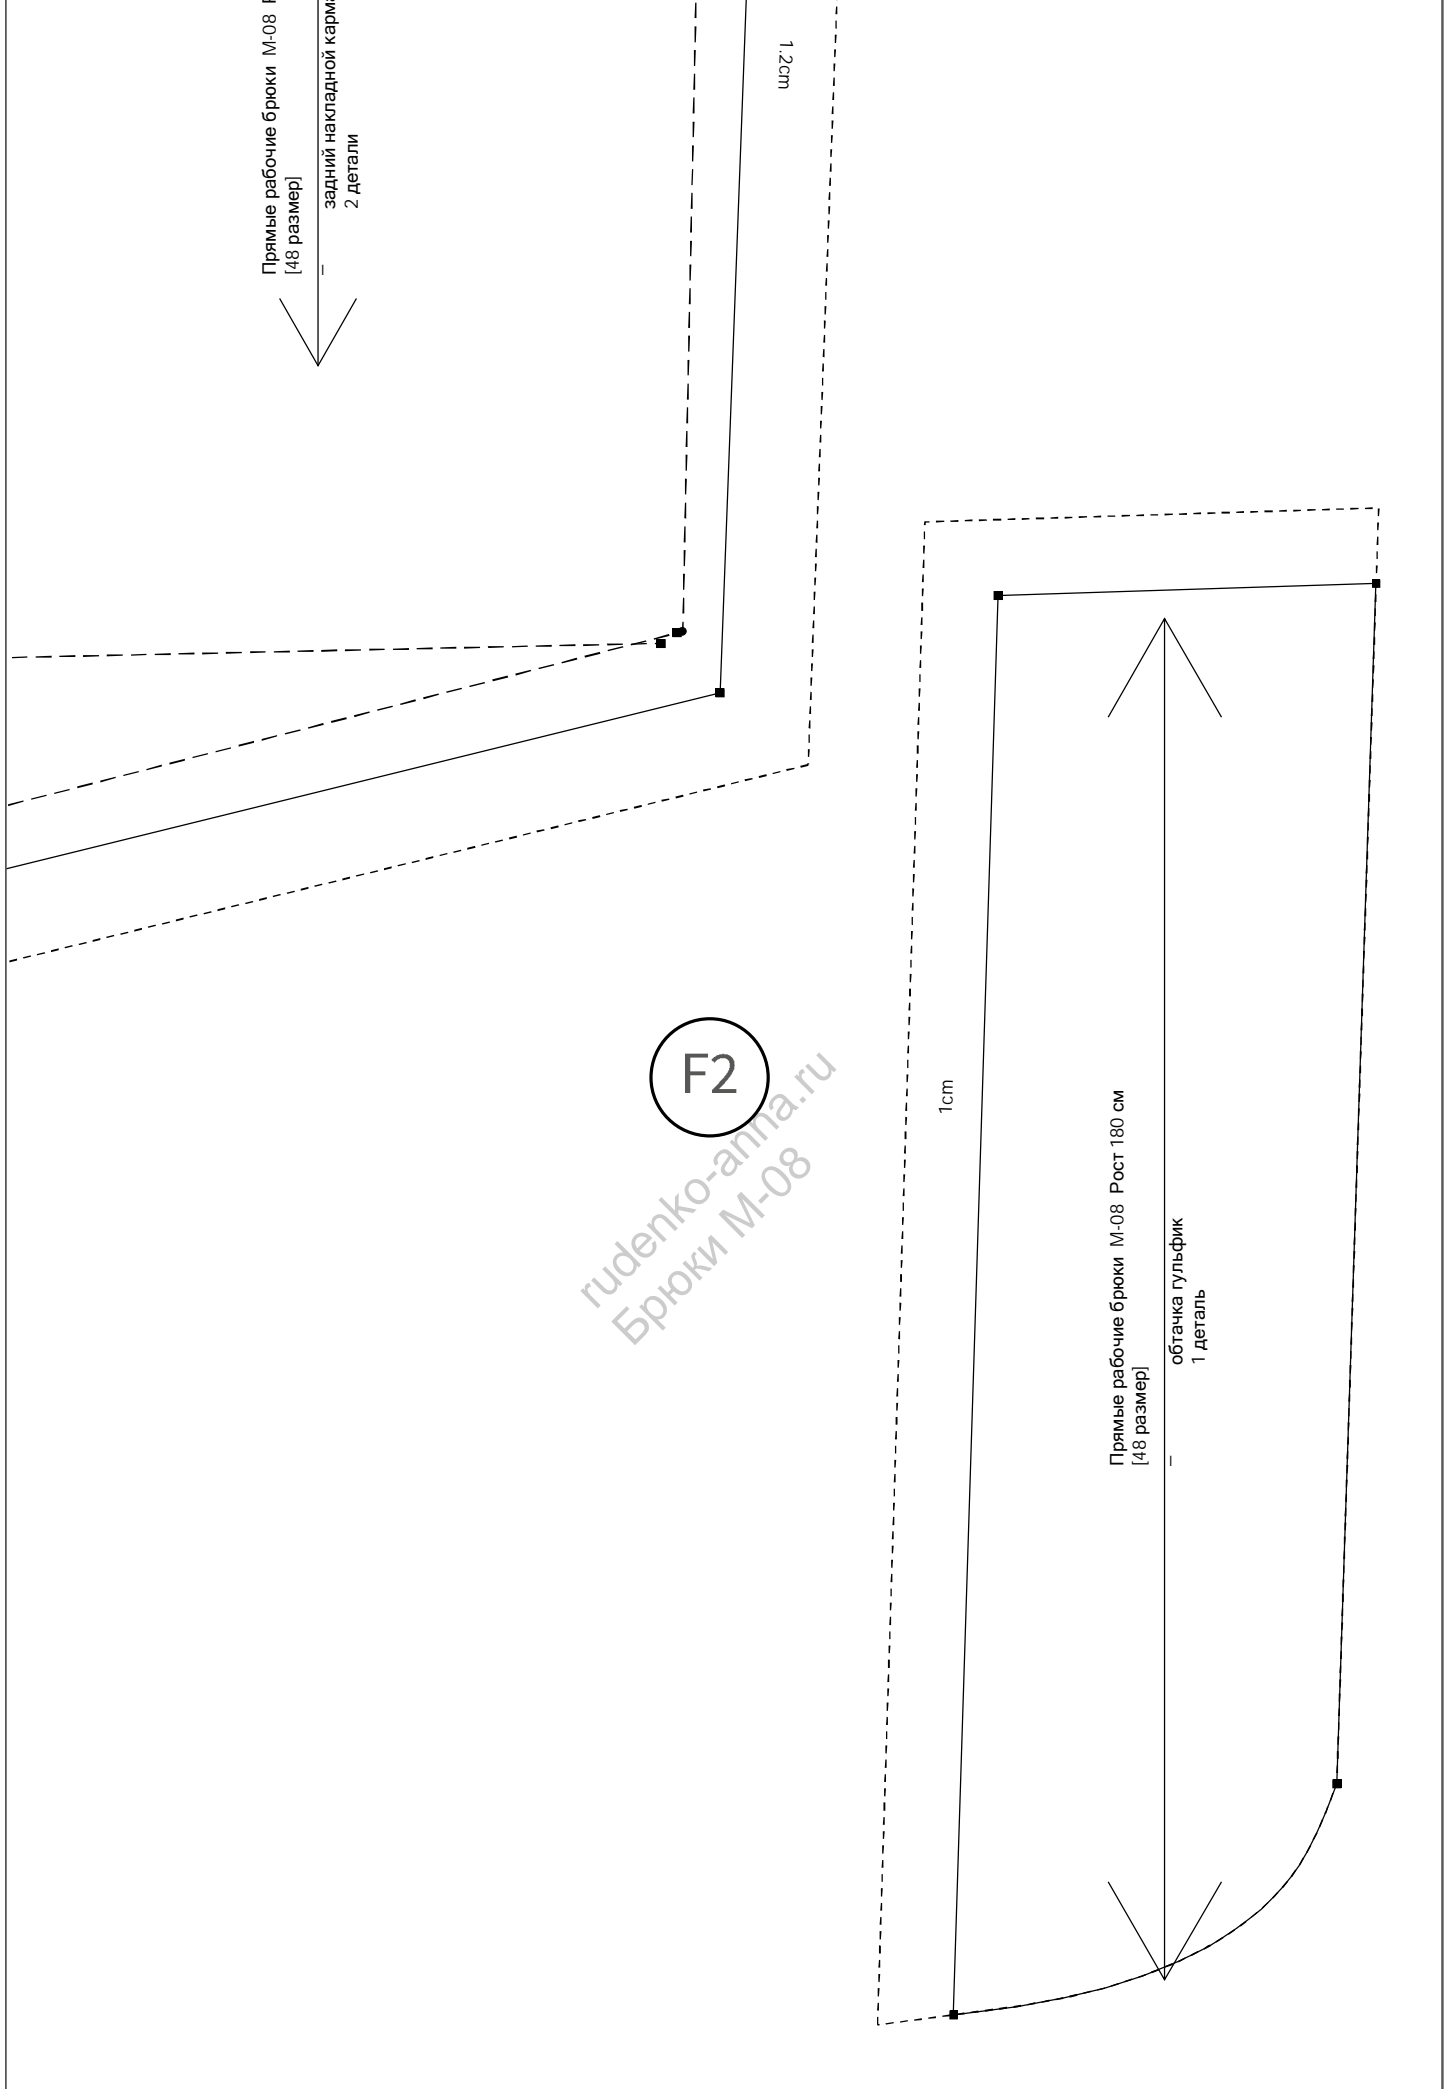 Прямые рабочие брюки М-08
[48 размер]
–
задний накладной
2 детали
1.2cm
F2
rudenko-anna.ru
Брюки М-08
1cm
Прямые рабочие брюки М-08 Рост 180 см
[48 размер]
–
обтачка гульфик
1 деталь